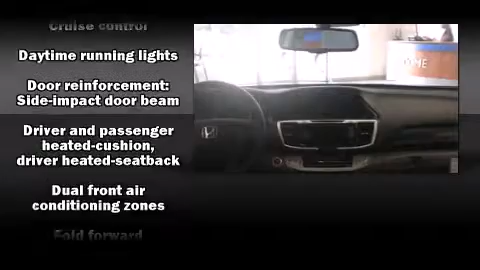 Cruise control
Daytime running lights
Door reinforcement:
Side-impact door beam
Driver and passenger
heated-cushion,
driver heated-seatback
Dual front air
conditioning zones
Fold forward
OME